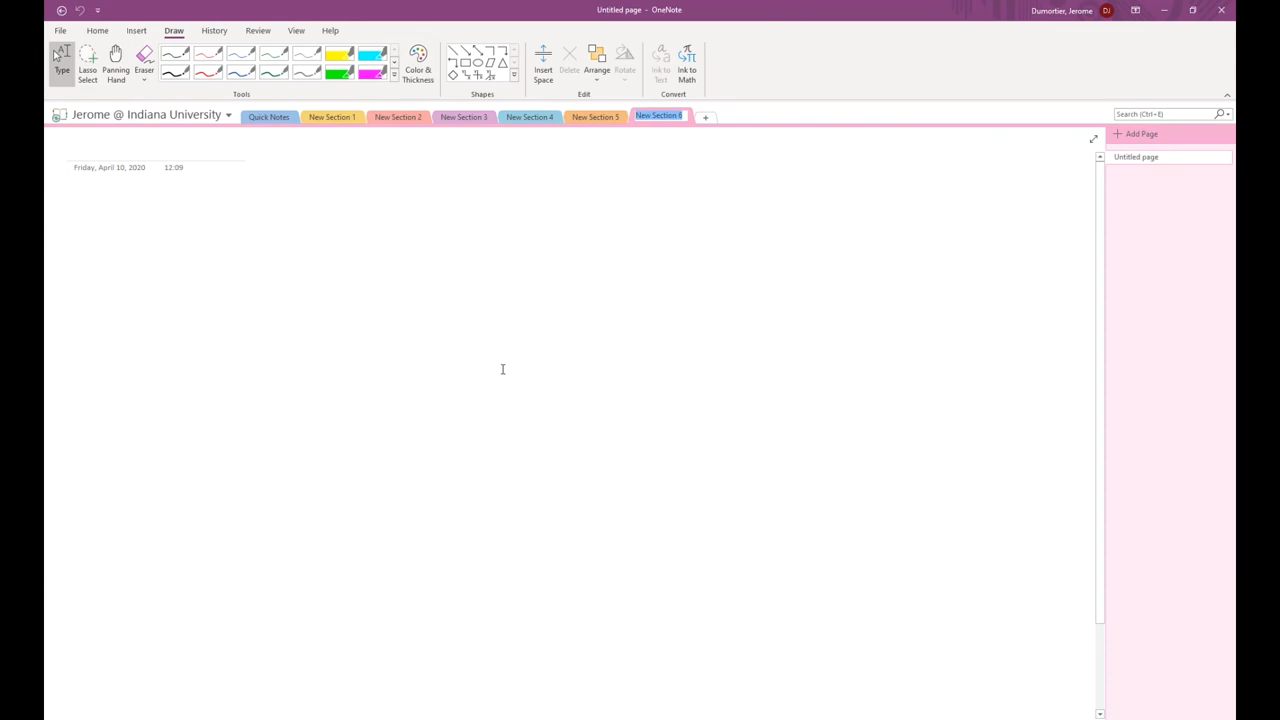 Untitled page - OneNote
Dumortier, Jerome
DJ
File
Home
Insert
Draw
History
Review
View
Help
Type
Lasso Select
Panning Hand
Eraser
Color & Thickness
Insert Space
Delete
Arrange
Rotate
Ink to Text
Ink to Math
Tools
Shapes
Edit
Convert
Jerome @ Indiana University
Quick Notes
New Section 1
New Section 2
New Section 3
New Section 4
New Section 5
New Section 6
Search (Ctrl+E)
Add Page
Untitled page
Friday, April 10, 2020
12:09